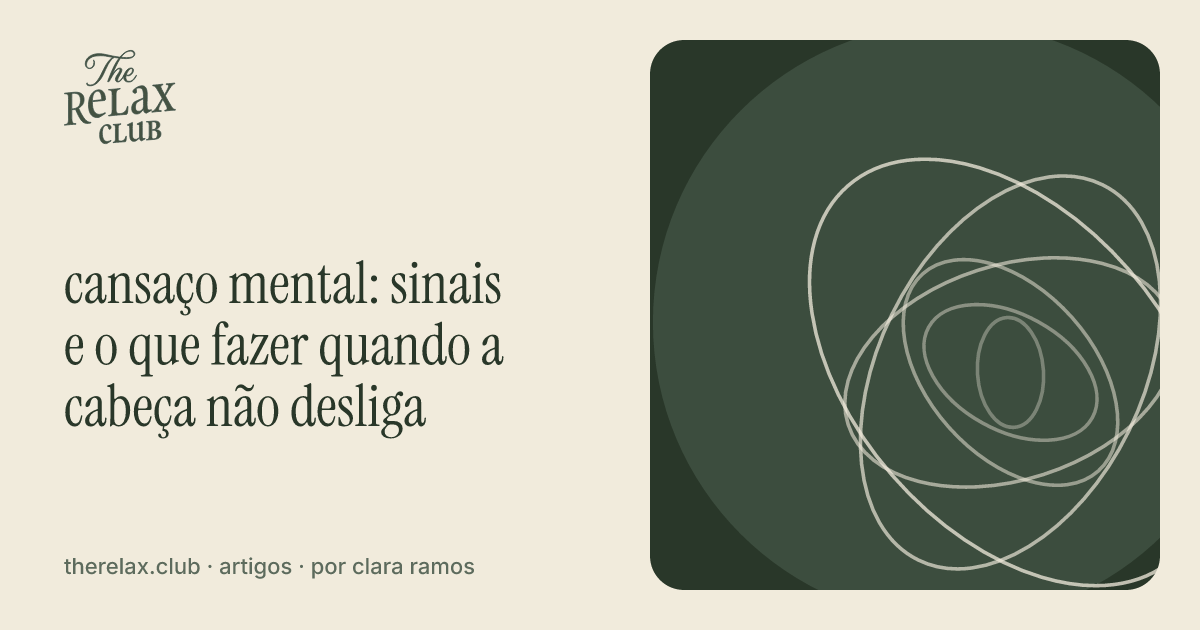 The
Relax
CLUB
cansaço mental: sinais
e o que fazer quando a
cabeça não desliga
therelax.club · artigos · por clara ramos